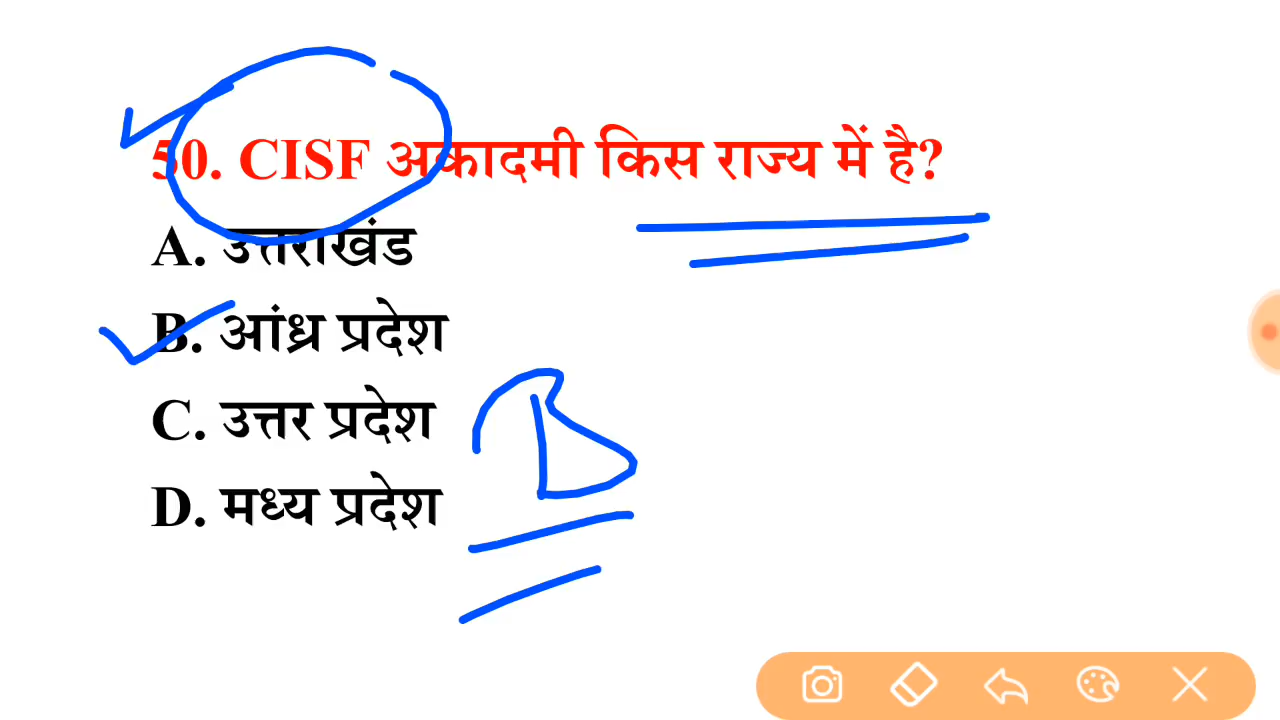 50. CISF अकादमी किस राज्य में है?
A. उत्तराखंड
B. आंध्र प्रदेश
C. उत्तर प्रदेश
B
D. मध्य प्रदेश